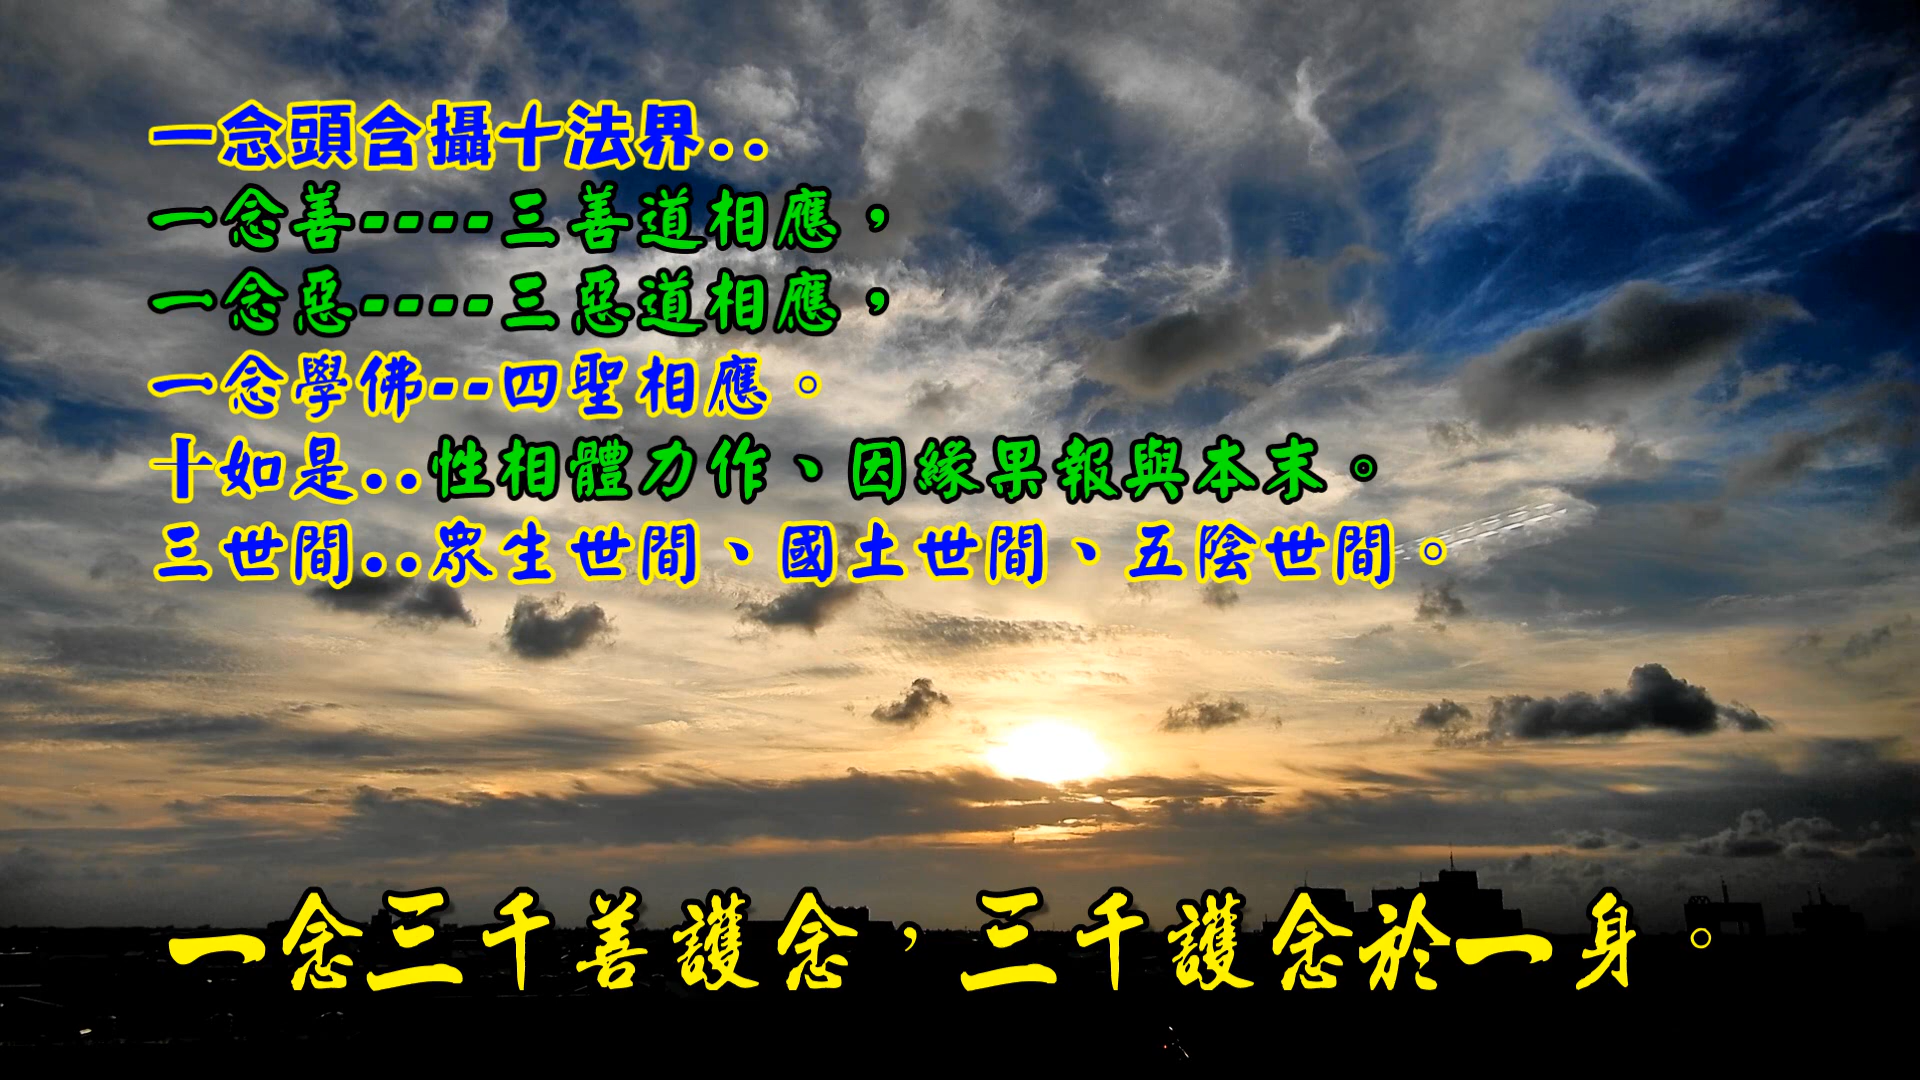 一念頭含攝十法界..
一念善----三善道相應，
一念惡----三惡道相應，
一念學佛--四聖相應。
十如是..性相體力作、因緣果報與本末。
三世間..眾生世間、國土世間、五陰世間。
一念三千善護念，三千護念於一身。